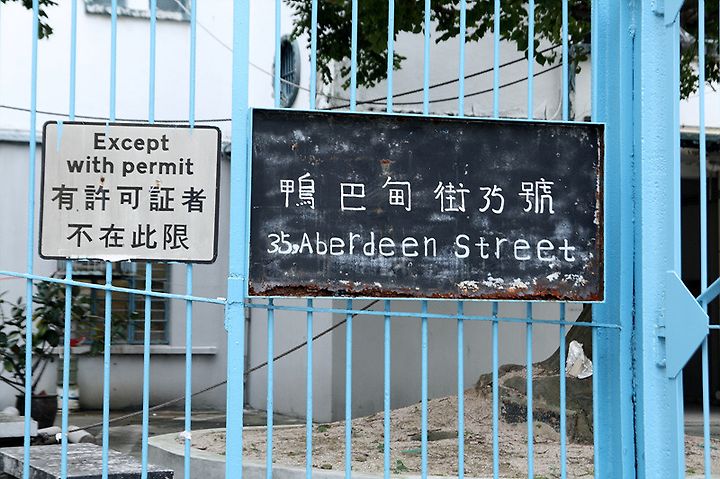 Except
with permit
有許可証者
不在此限
鴨巴甸街35號
35,Aberdeen Street